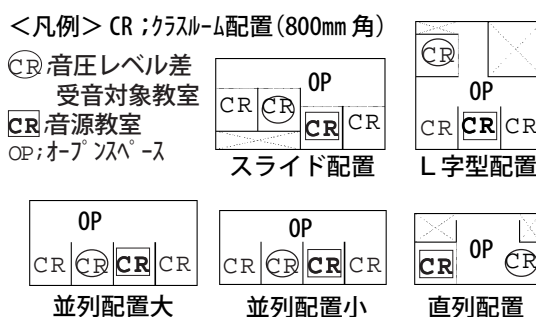 <凡例> CR ;クラスルーム配置(800mm 角)
CR;音圧レベル差
受音対象教室
CR;音源教室
OP;オープンスペース
OP
CR CR CR CR
スライド配置
CR
OP
CR CR CR
L字型配置
OP
CR CR CR CR
並列配置大
OP
CR CR CR CR
並列配置小
CR OP CR
直列配置